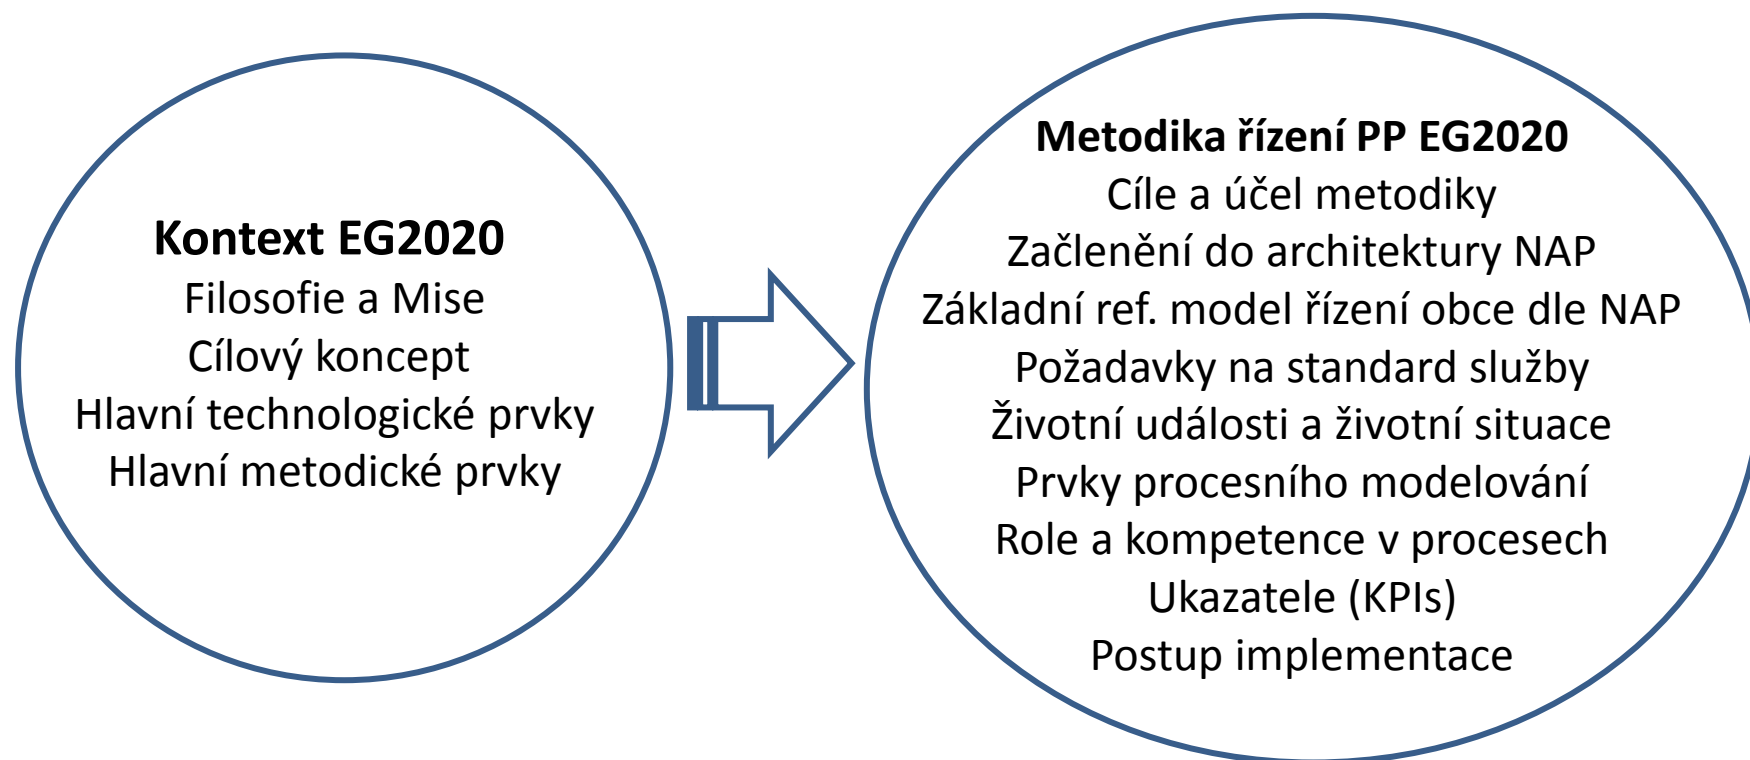 Kontext EG2020
Filosofie a Mise
Cílový koncept
Hlavní technologické prvky
Hlavní metodické prvky
Metodika řízení PP EG2020
Cíle a účel metodiky
Začlenění do architektury NAP
Základní ref. model řízení obce dle NAP
Požadavky na standard služby
Životní události a životní situace
Prvky procesního modelování
Role a kompetence v procesech
Ukazatele (KPIs)
Postup implementace